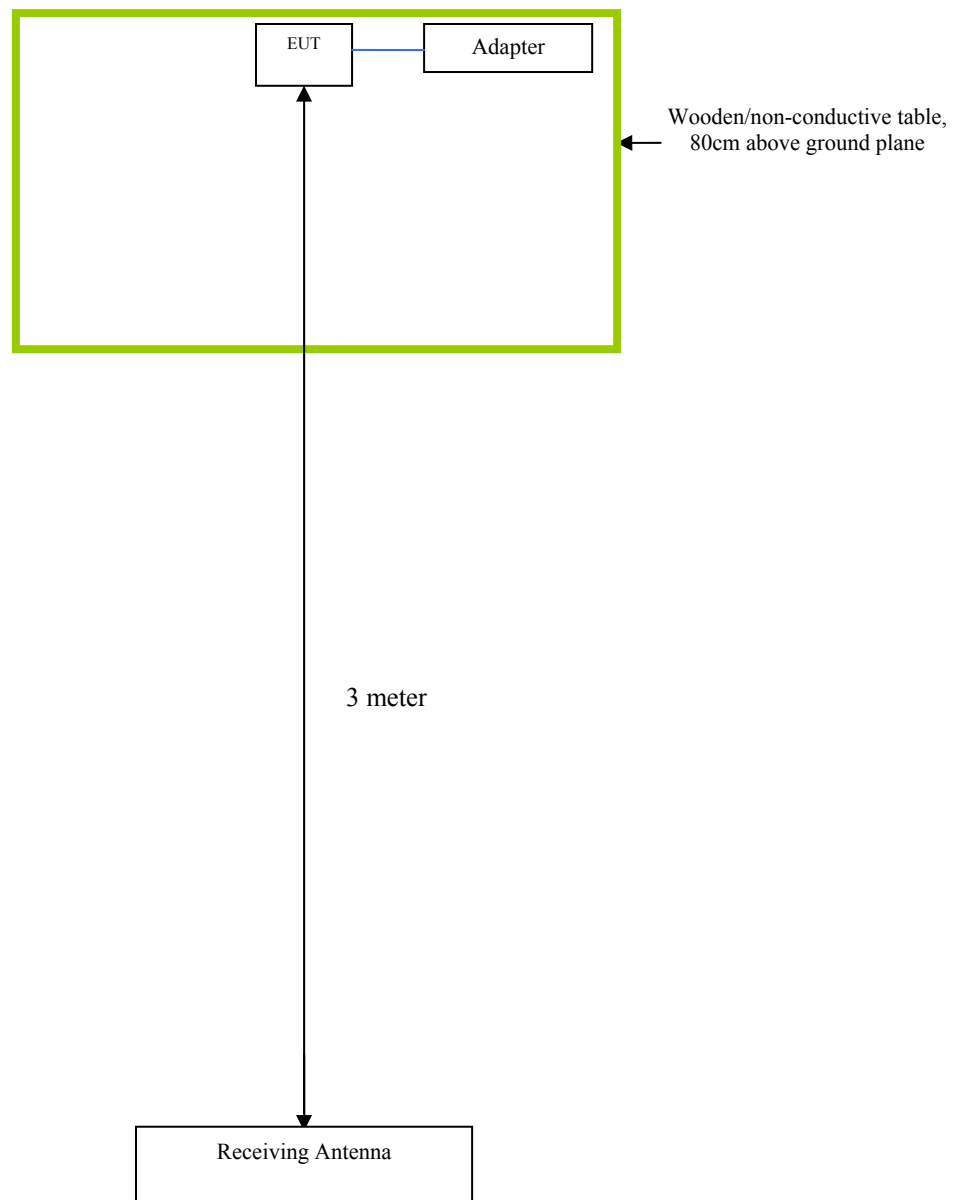 EUT
Adapter
Wooden/non-conductive table,
80cm above ground plane
3 meter
Receiving Antenna